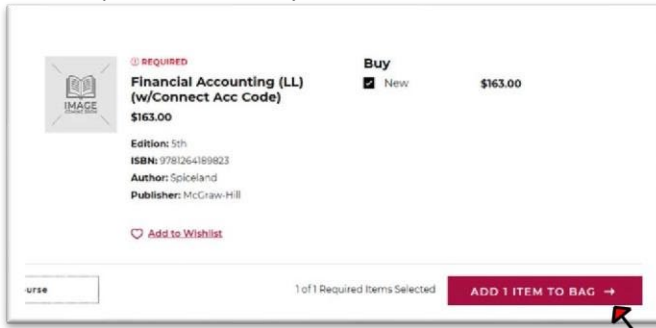 REQUIRED
Buy
Financial Accounting (LL)
(w/Connect Acc Code)
New
$163.00
IMAGE
COMING SOON
$163.00
Edition: 5th
ISBN: 9781264189823
Author: Spiceland
Publisher: McGraw-Hill
Add to Wishlist
urse
1 of 1 Required Items Selected
ADD 1 ITEM TO BAG →